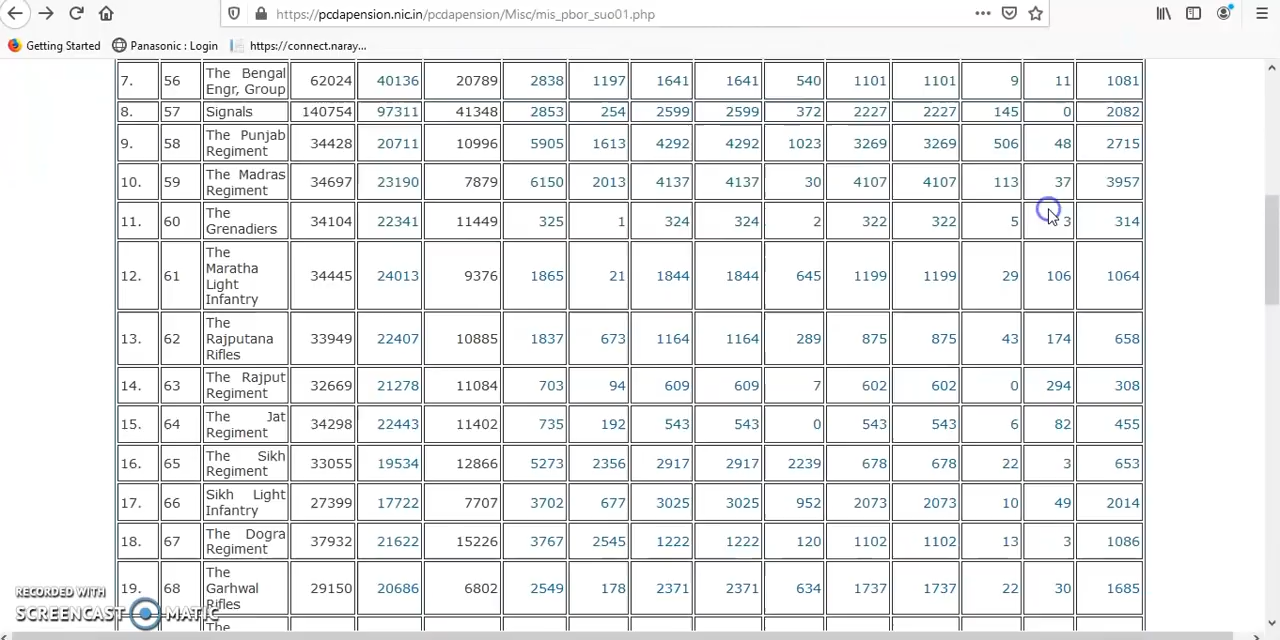 https://pcdapension.nic.in/pcdapension/Misc/mis_pbor_suo01.php
Getting Started Panasonic : Login https://connect.naray...
7. 56 The Bengal Engr, Group 62024 40136 20789 2838 1197 1641 1641 540 1101 1101 9 11 1081
8. 57 Signals 140754 97311 41348 2853 254 2599 2599 372 2227 2227 145 0 2082
9. 58 The Punjab Regiment 34428 20711 10996 5905 1613 4292 4292 1023 3269 3269 506 48 2715
10. 59 The Madras Regiment 34697 23190 7879 6150 2013 4137 4137 30 4107 4107 113 37 3957
11. 60 The Grenadiers 34104 22341 11449 325 1 324 324 2 322 322 5 3 314
12. 61 The Maratha Light Infantry 34445 24013 9376 1865 21 1844 1844 645 1199 1199 29 106 1064
13. 62 The Rajputana Rifles 33949 22407 10885 1837 673 1164 1164 289 875 875 43 174 658
14. 63 The Rajput Regiment 32669 21278 11084 703 94 609 609 7 602 602 0 294 308
15. 64 The Jat Regiment 34298 22443 11402 735 192 543 543 0 543 543 6 82 455
16. 65 The Sikh Regiment 33055 19534 12866 5273 2356 2917 2917 2239 678 678 22 3 653
17. 66 Sikh Light Infantry 27399 17722 7707 3702 677 3025 3025 952 2073 2073 10 49 2014
18. 67 The Dogra Regiment 37932 21622 15226 3767 2545 1222 1222 120 1102 1102 13 3 1086
19. 68 The Garhwal Rifles 29150 20686 6802 2549 178 2371 2371 634 1737 1737 22 30 1685
The
RECORDED WITH
SCREENCAST MATIC